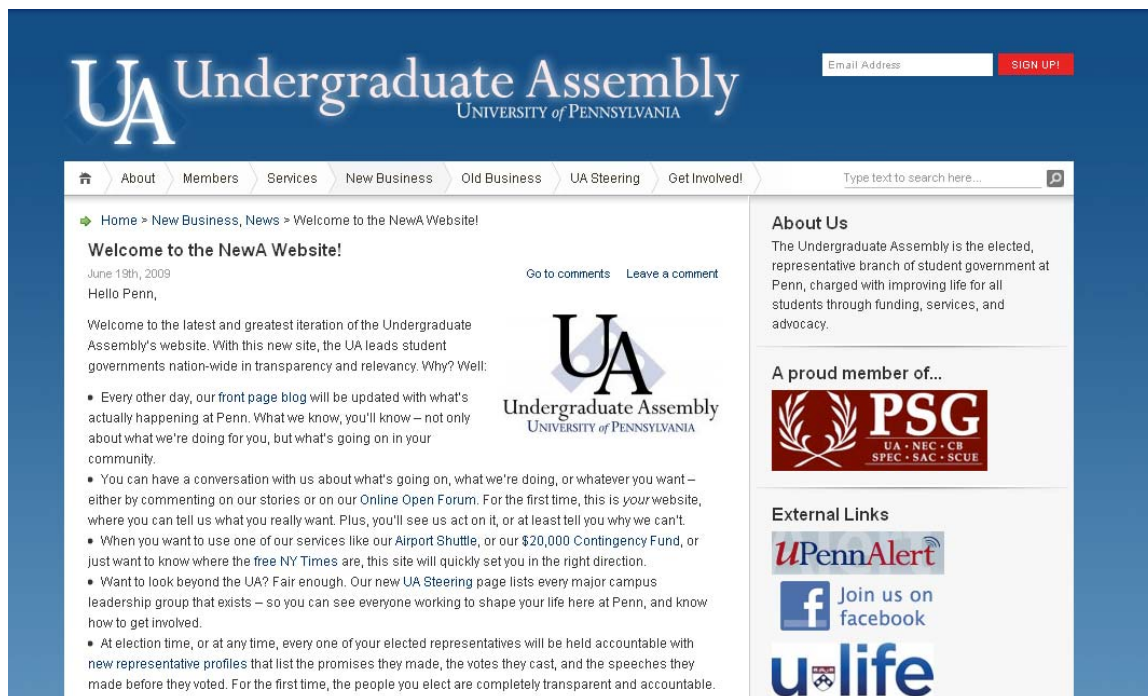 UA Undergraduate Assembly
UNIVERSITY of PENNSYLVANIA
Email Address
SIGN UP!
About
Members
Services
New Business
Old Business
UA Steering
Get Involved!
Type text to search here...
Home > New Business, News > Welcome to the NewA Website!
Welcome to the NewA Website!
June 19th, 2009
Go to comments Leave a comment
Hello Penn,
Welcome to the latest and greatest iteration of the Undergraduate
Assembly's website. With this new site, the UA leads student
governments nation-wide in transparency and relevancy. Why? Well:
• Every other day, our front page blog will be updated with what's
actually happening at Penn. What we know, you'll know – not only
about what we're doing for you, but what's going on in your
community.
• You can have a conversation with us about what's going on, what we're doing, or whatever you want –
either by commenting on our stories or on our Online Open Forum. For the first time, this is your website,
where you can tell us what you really want. Plus, you'll see us act on it, or at least tell you why we can't.
• When you want to use one of our services like our Airport Shuttle, or our $20,000 Contingency Fund, or
just want to know where the free NY Times are, this site will quickly set you in the right direction.
• Want to look beyond the UA? Fair enough. Our new UA Steering page lists every major campus
leadership group that exists – so you can see everyone working to shape your life here at Penn, and know
how to get involved.
• At election time, or at any time, every one of your elected representatives will be held accountable with
new representative profiles that list the promises they made, the votes they cast, and the speeches they
made before they voted. For the first time, the people you elect are completely transparent and accountable.
UA
Undergraduate Assembly
UNIVERSITY of PENNSYLVANIA
About Us
The Undergraduate Assembly is the elected,
representative branch of student government at
Penn, charged with improving life for all
students through funding, services, and
advocacy.
A proud member of...
PSG
UA · NEC · CB
SPEC · SAC · SCUE
External Links
UPennAlert
Join us on
facebook
u life